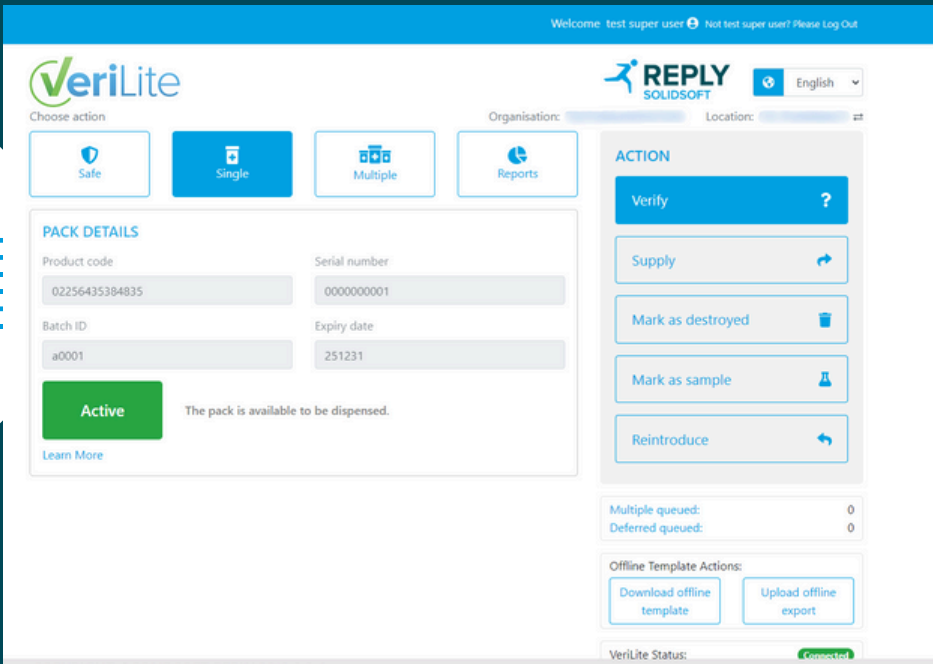 Welcome test super user Not test super user? Please Log Out
VeriLite
REPLY
SOLIDSOFT
English
Choose action
Organisation:
Location:
Safe
Single
Multiple
Reports
PACK DETAILS
Product code
Serial number
02256435384835
0000000001
Batch ID
Expiry date
a0001
251231
Active
The pack is available to be dispensed.
Learn More
ACTION
Verify
?
Supply
Mark as destroyed
Mark as sample
Reintroduce
Multiple queued: 0
Deferred queued: 0
Offline Template Actions:
Download offline
template
Upload offline
export
VeriLite Status: Connected